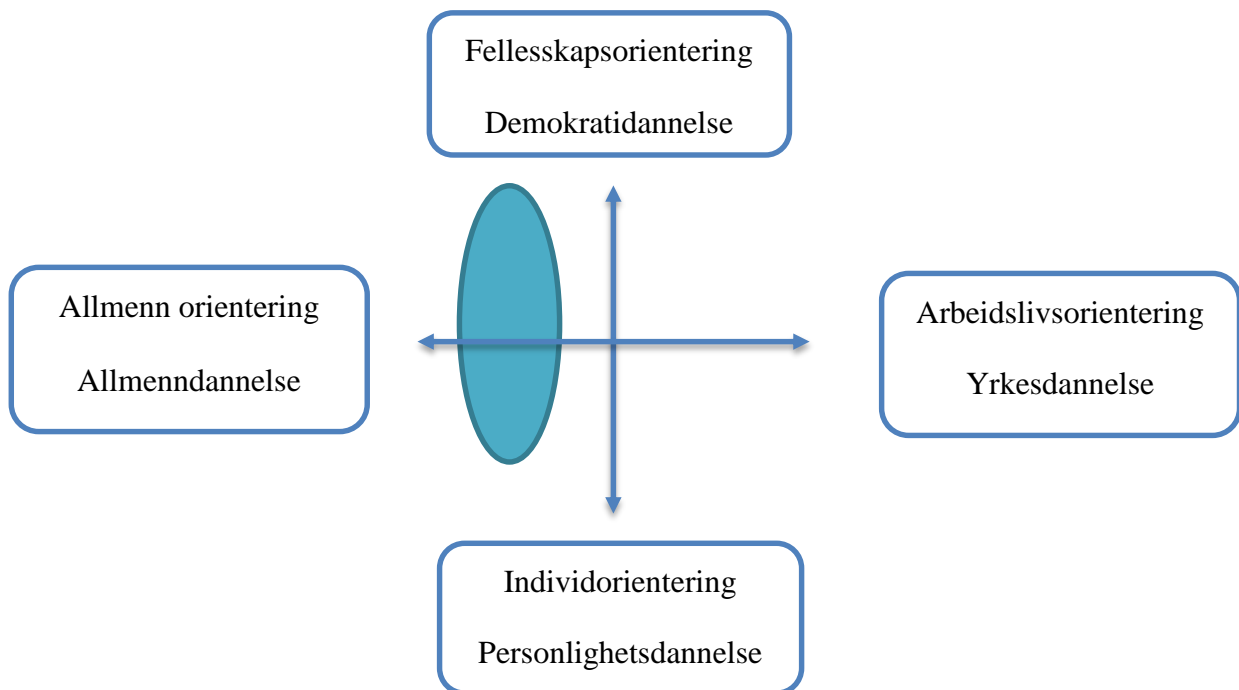 Fellesskapsorientering
Demokratidannelse
Allmenn orientering
Allmenndannelse
Arbeidslivsorientering
Yrkesdannelse
Individorientering
Personlighetsdannelse